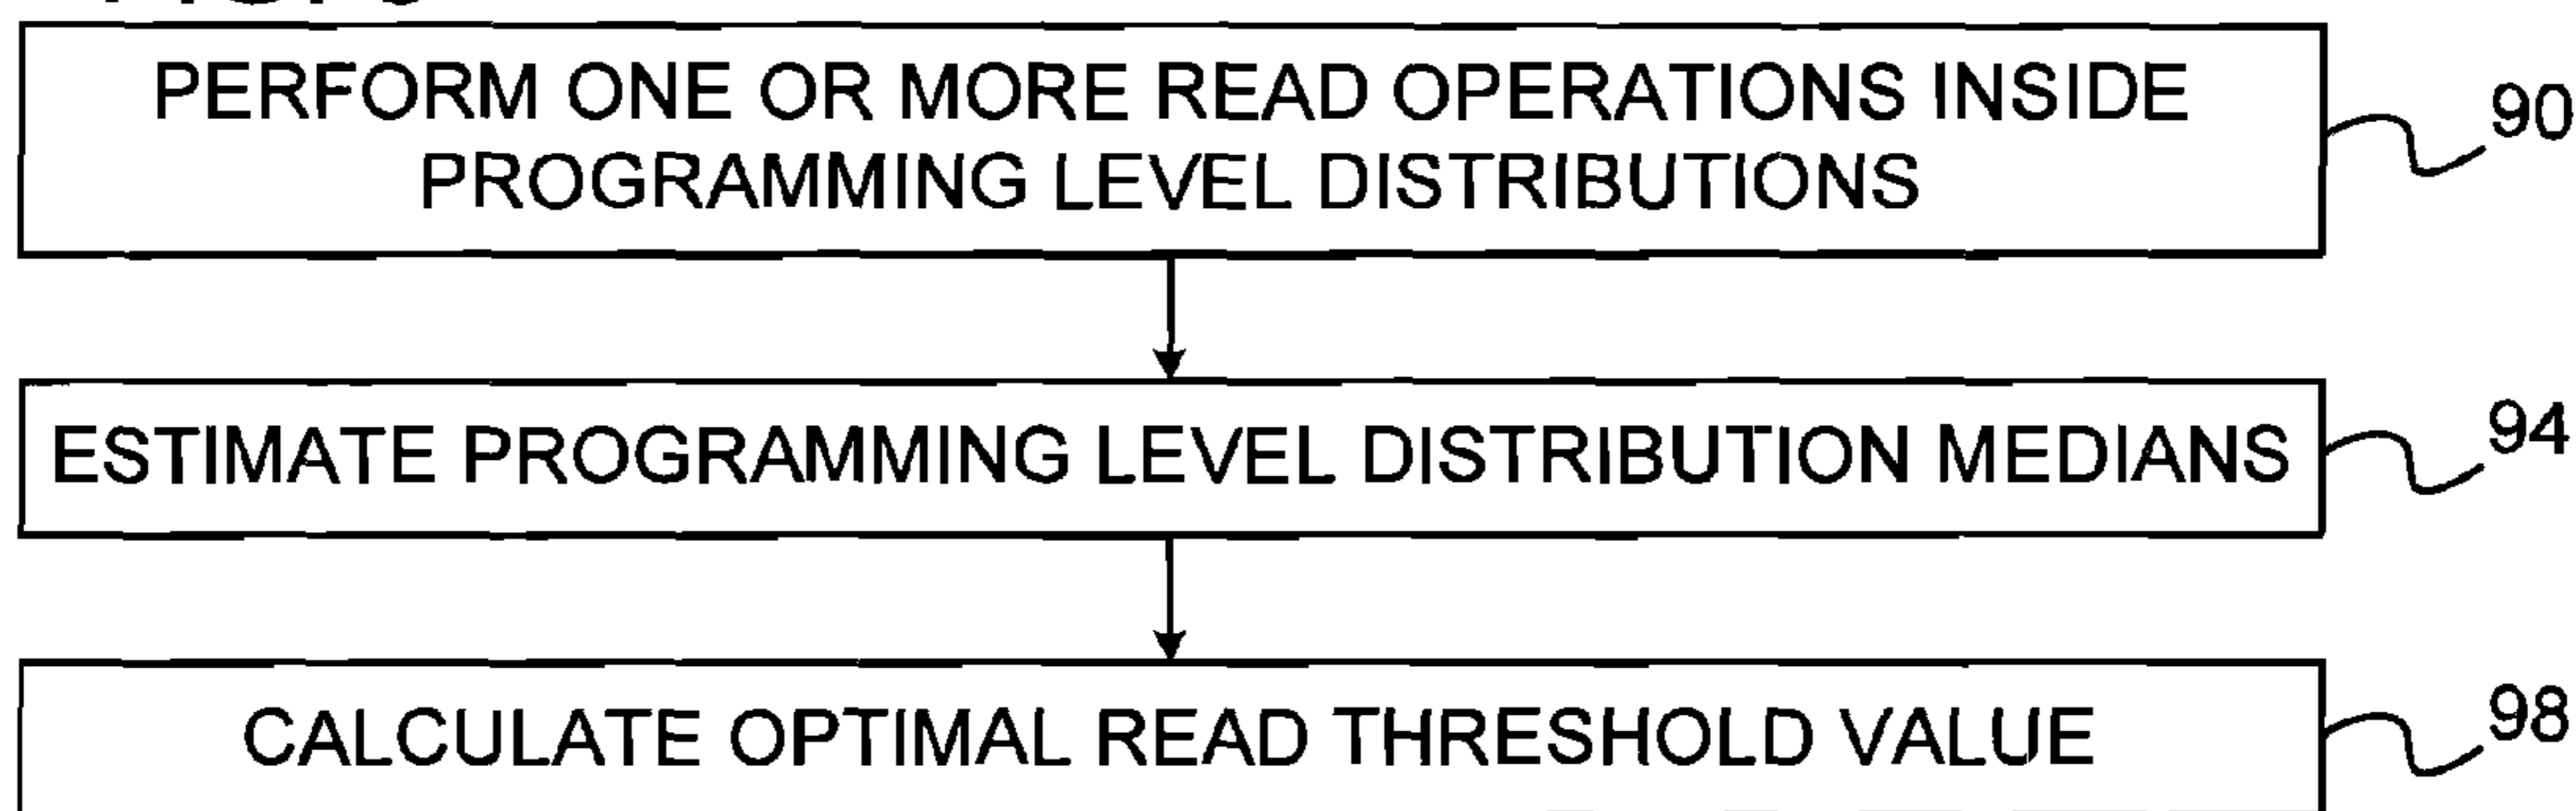 PERFORM ONE OR MORE READ OPERATIONS INSIDE
PROGRAMMING LEVEL DISTRIBUTIONS
90
ESTIMATE PROGRAMMING LEVEL DISTRIBUTION MEDIANS
94
CALCULATE OPTIMAL READ THRESHOLD VALUE
98